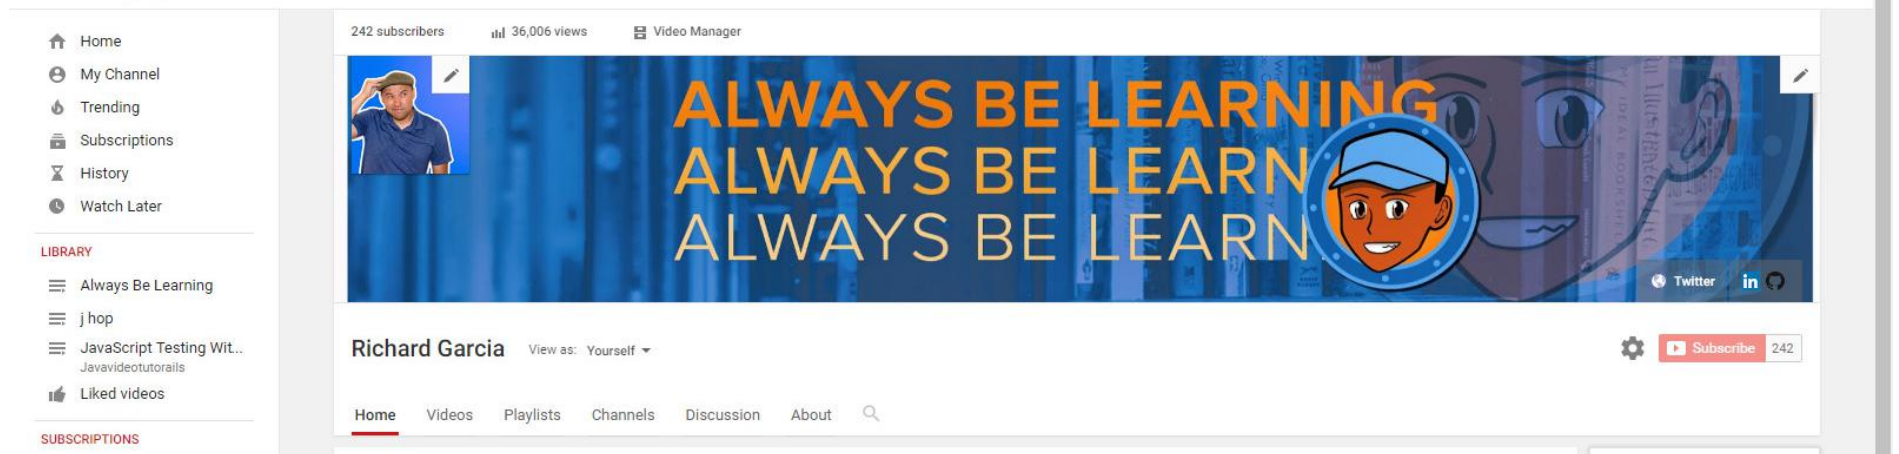 Home
My Channel
Trending
Subscriptions
History
Watch Later
LIBRARY
Always Be Learning
j hop
JavaScript Testing Wit...
Javavideotutorails
Liked videos
SUBSCRIPTIONS
242 subscribers 36,006 views Video Manager
ALWAYS BE LEARNING
ALWAYS BE LEARN
ALWAYS BE LEARN
Twitter in
Richard Garcia View as: Yourself
Subscribe 242
Home Videos Playlists Channels Discussion About